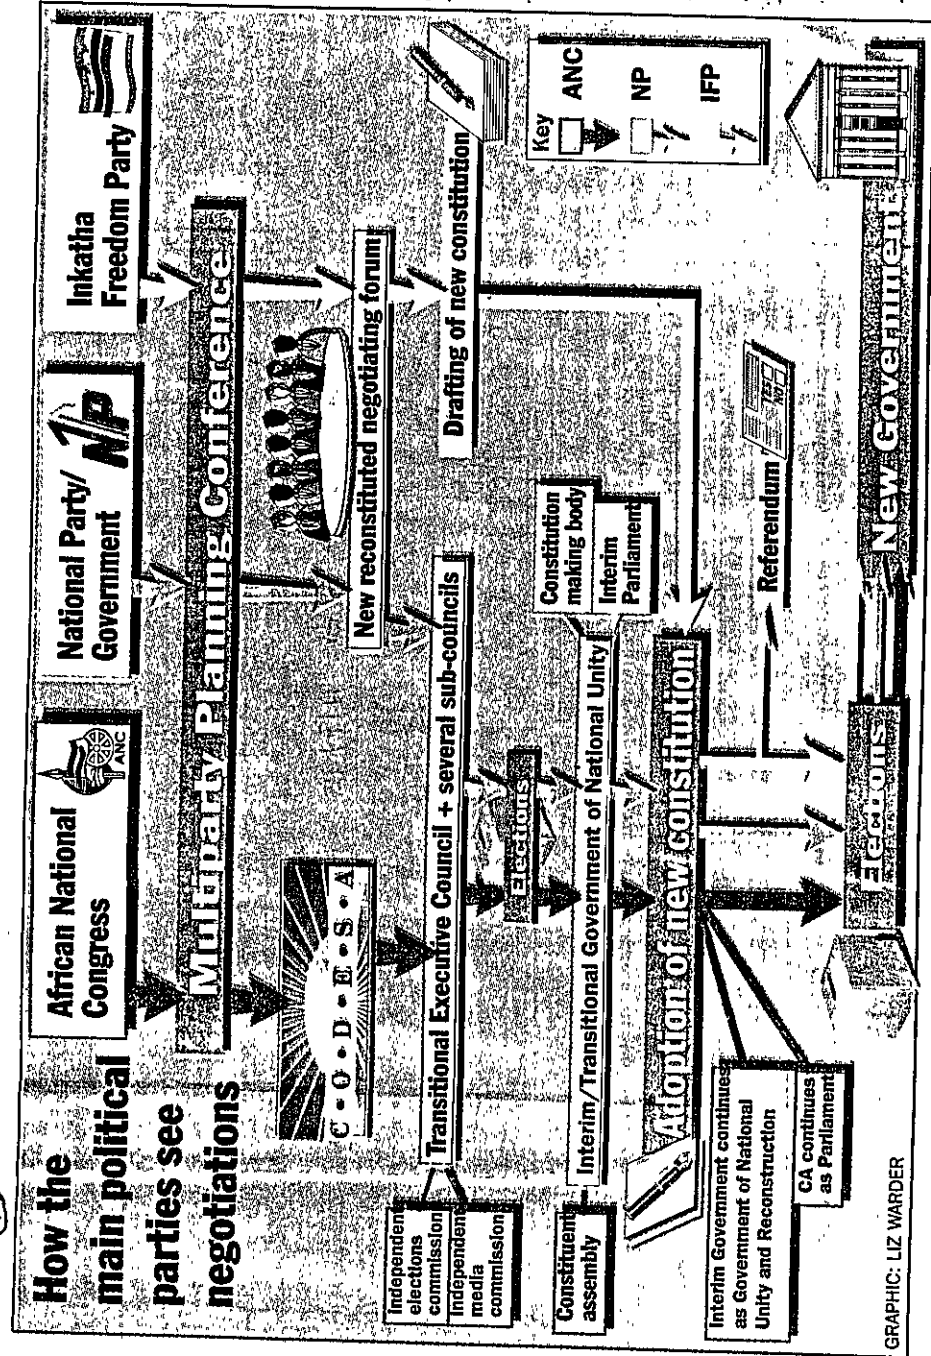 How the
main political
parties see
negotiations
African National
Congress
ANC
National Party/
Government
NP
Inkatha
Freedom Party
Multiparty Planning Conference
C • O • D • E • S • A
New reconstituted negotiating forum
Transitional Executive Council + several sub-councils
Independent
elections
commission
Independent
media
commission
Drafting of new constitution
Key
ANC
NP
IFP
Elections
Constitution
making body
Interim
Parliament
Constituent
assembly
Interim/Transitional Government of National Unity
Adoption of new constitution
Interim Government continues
as Government of National
Unity and Reconstruction
CA continues
as Parliament
Referendum
YES
NO
Elections
New Government
GRAPHIC: LIZ WARDER